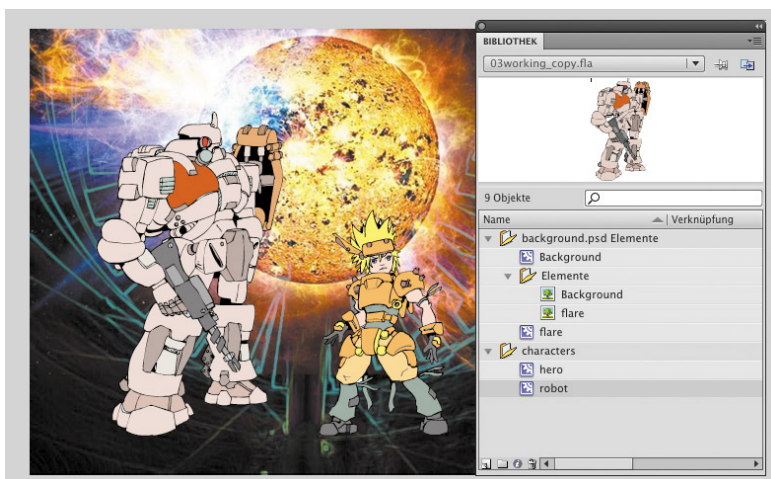 BIBLIOTHEK
03working_copy.fla
9 Objekte
Name Verknüpfung
background.psd Elemente
Background
Elemente
Background
flare
flare
characters
hero
robot